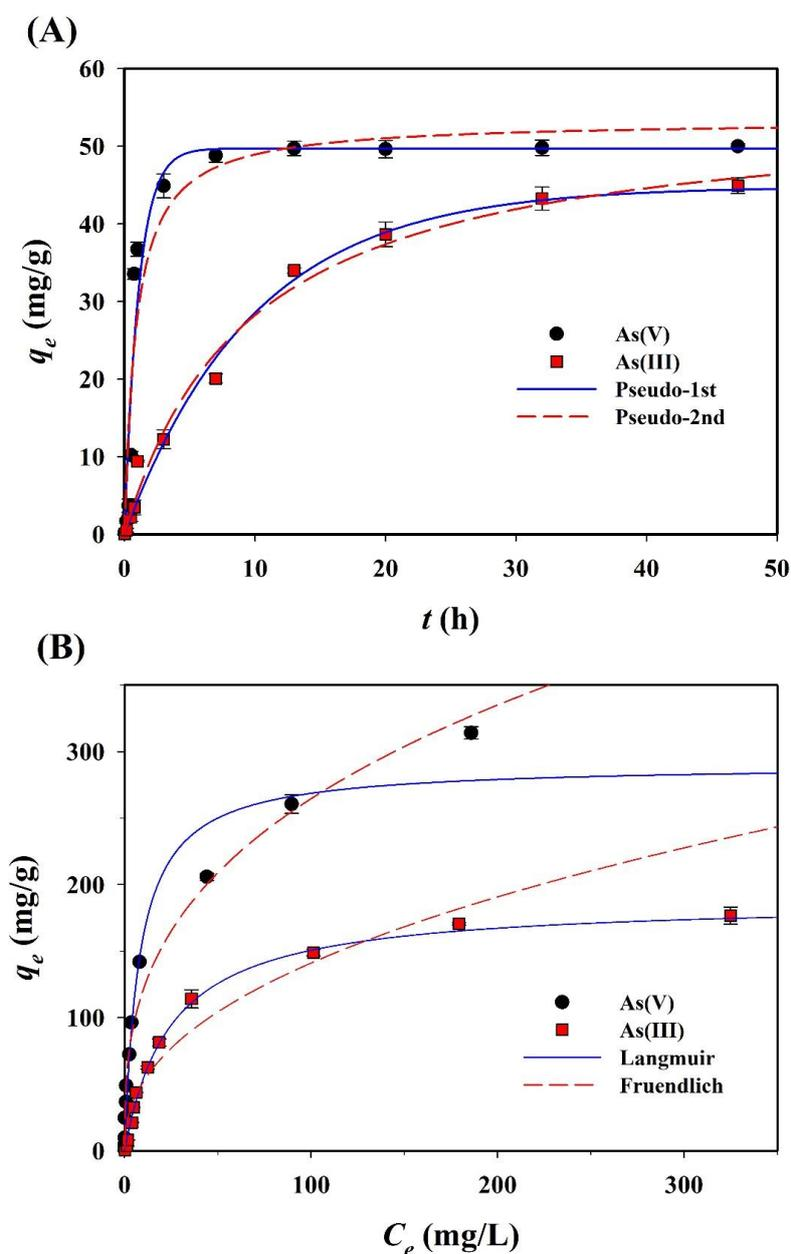 (A)
60
50
40
30
20
10
0
q_e (mg/g)
As(V)
As(III)
Pseudo-1st
Pseudo-2nd
0 10 20 30 40 50
t (h)
(B)
300
200
100
0
q_e (mg/g)
As(V)
As(III)
Langmuir
Fruendlich
0 100 200 300
C_e (mg/L)